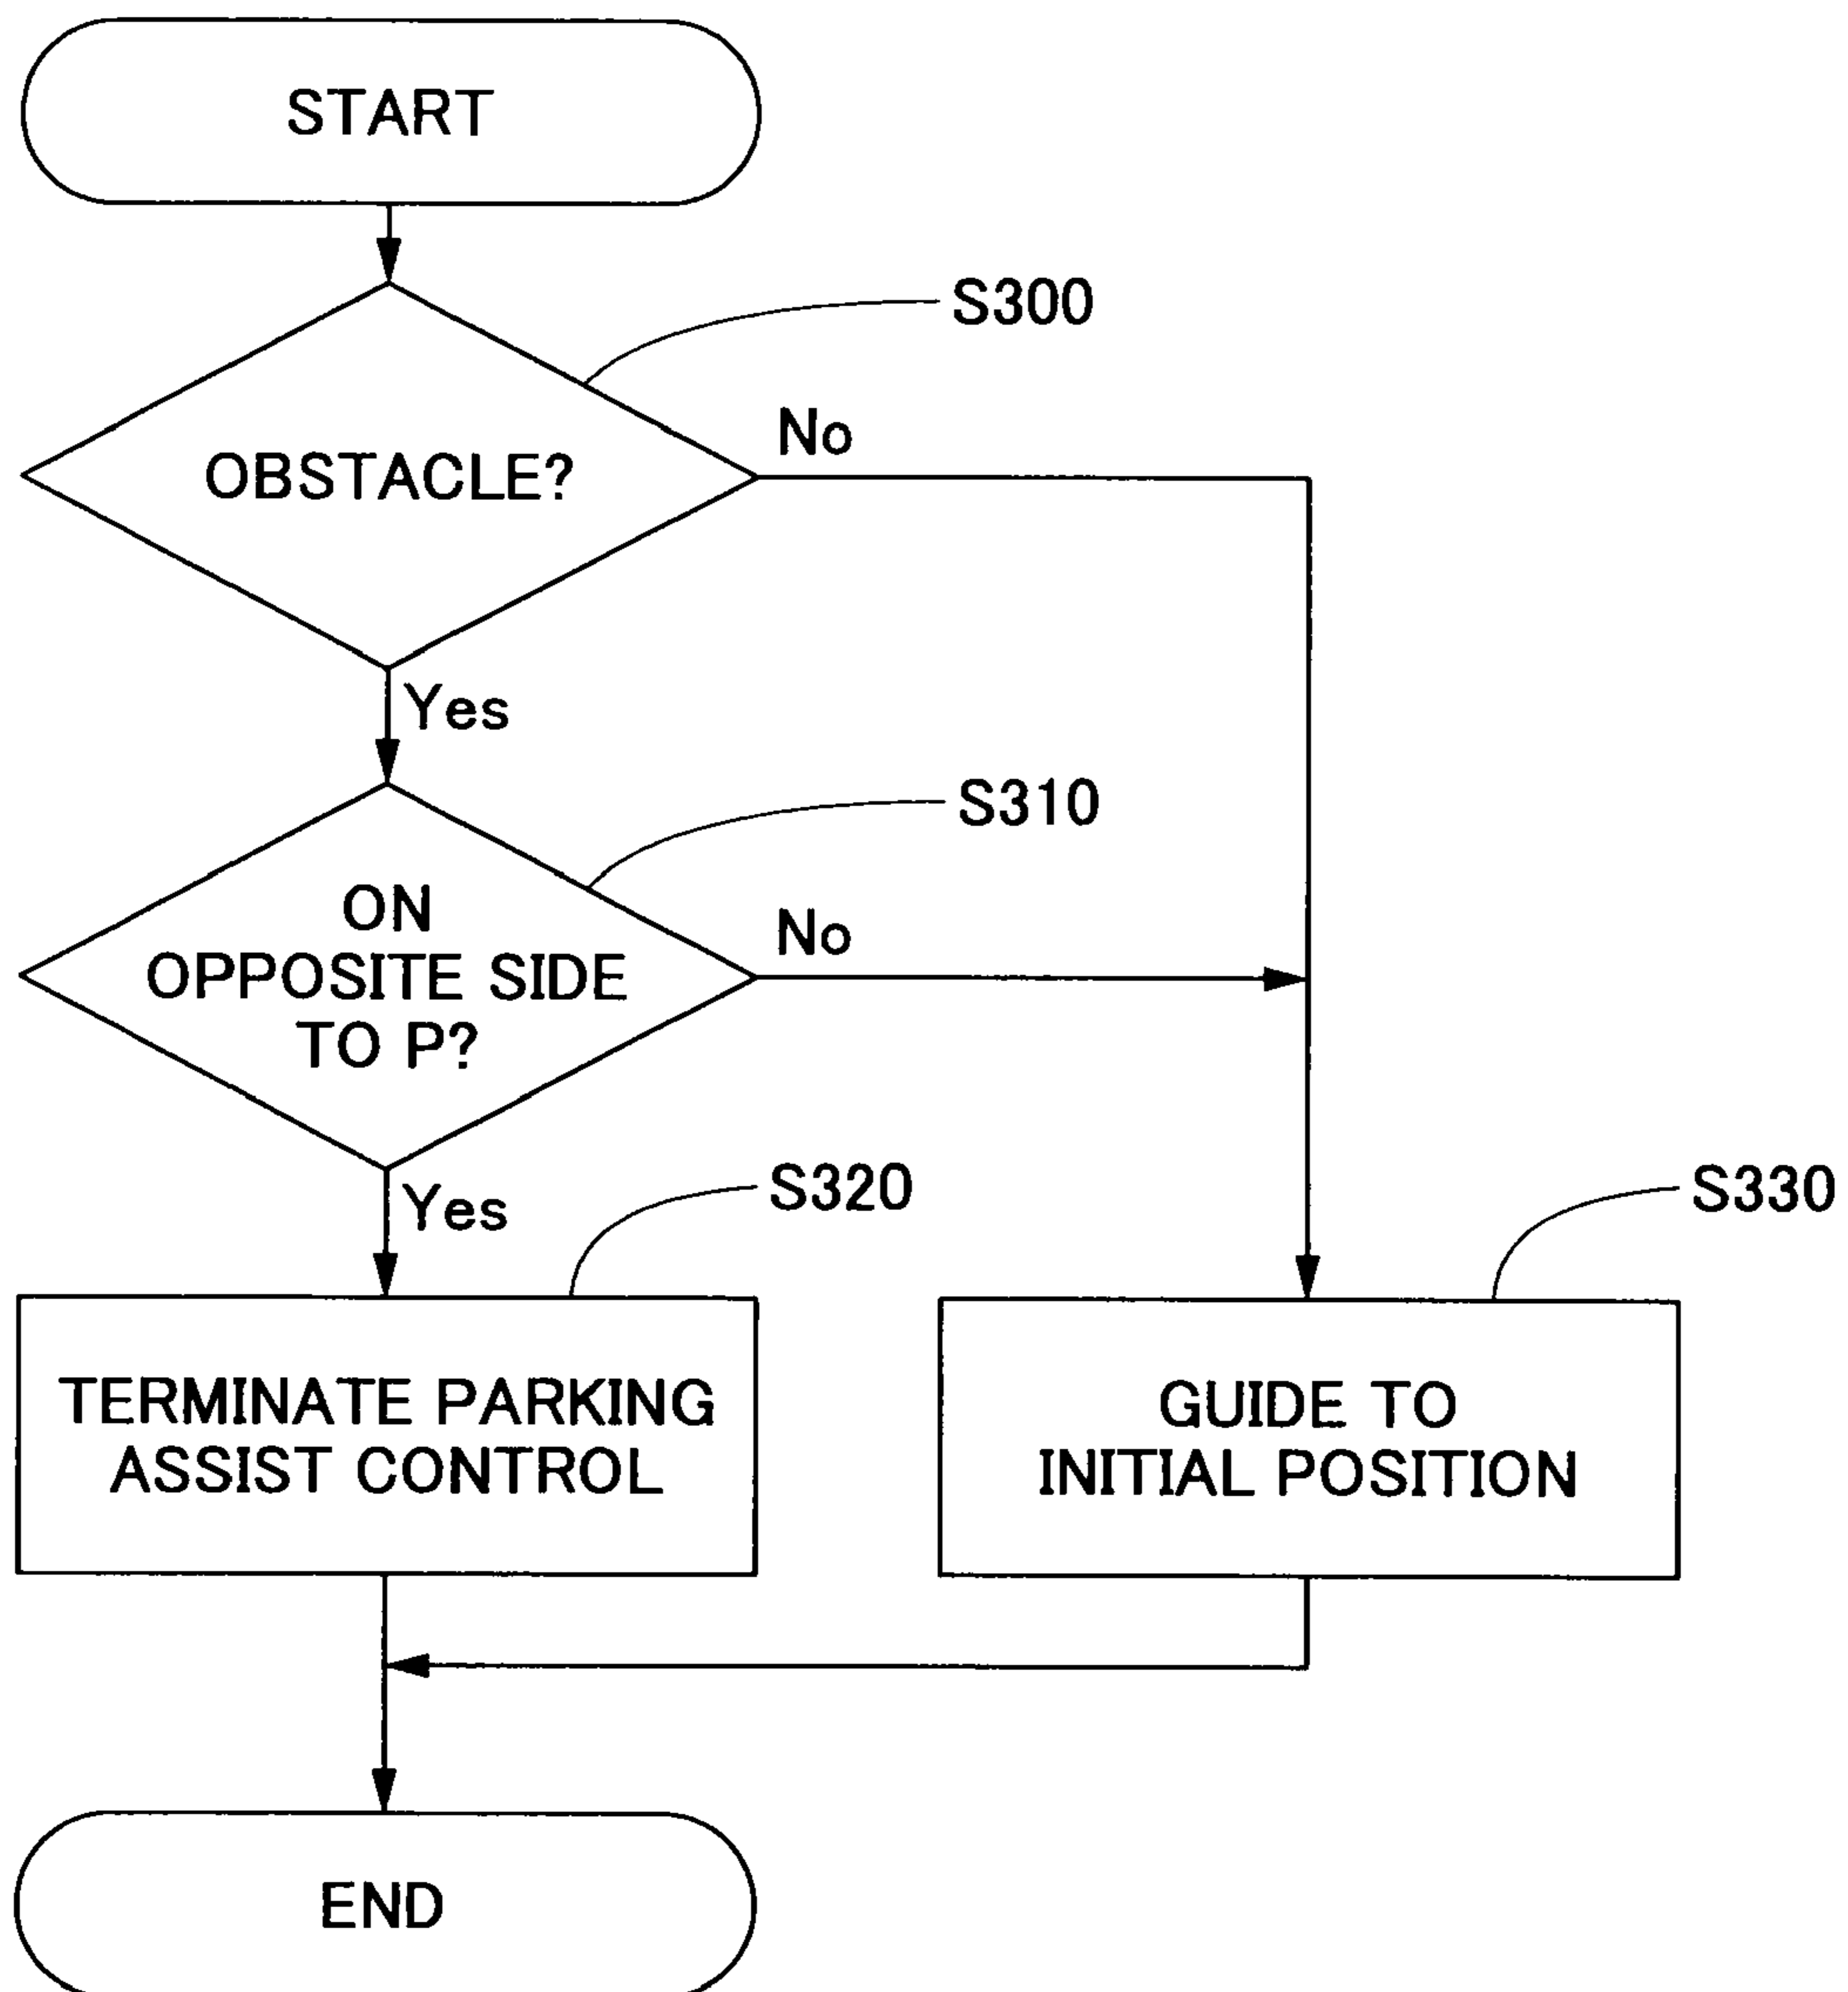 START
S300
No
OBSTACLE?
Yes
S310
ON
No
OPPOSITE SIDE
TO P?
Yes
S320
S330
TERMINATE PARKING
ASSIST CONTROL
GUIDE TO
INITIAL POSITION
END